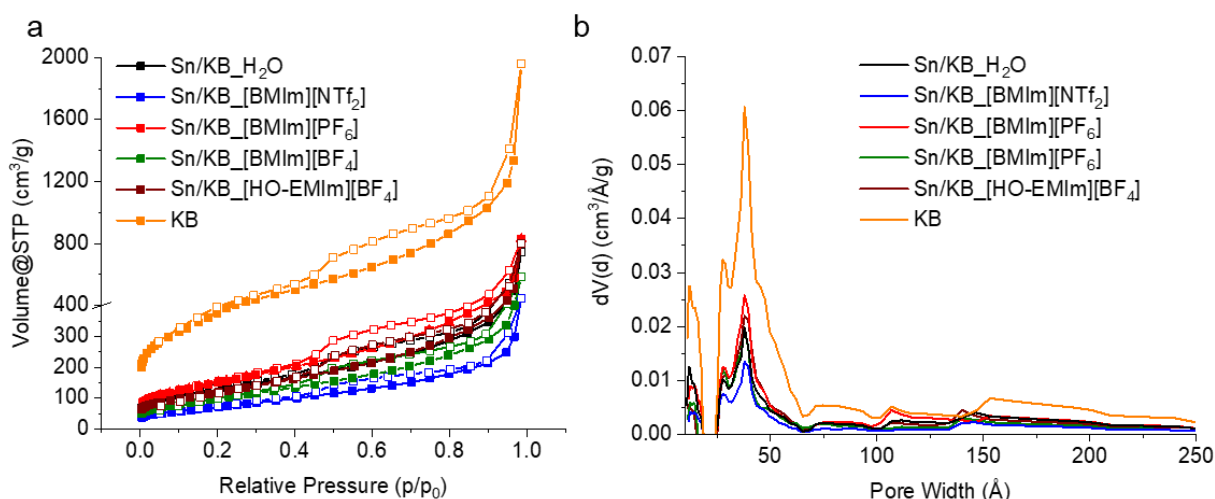 a
Sn/KB_H₂O
Sn/KB_[BMIm][NTf₂]
Sn/KB_[BMIm][PF₆]
Sn/KB_[BMIm][BF₄]
Sn/KB_[HO-EMIm][BF₄]
KB
Volume@STP (cm³/g)
2000
1600
1200
800
400
300
200
100
0
0.0 0.2 0.4 0.6 0.8 1.0
Relative Pressure (p/p₀)
b
Sn/KB_H₂O
Sn/KB_[BMIm][NTf₂]
Sn/KB_[BMIm][PF₆]
Sn/KB_[BMIm][PF₆]
Sn/KB_[HO-EMIm][BF₄]
KB
dV(d) (cm³/Å/g)
0.07
0.06
0.05
0.04
0.03
0.02
0.01
0.00
50 100 150 200 250
Pore Width (Å)